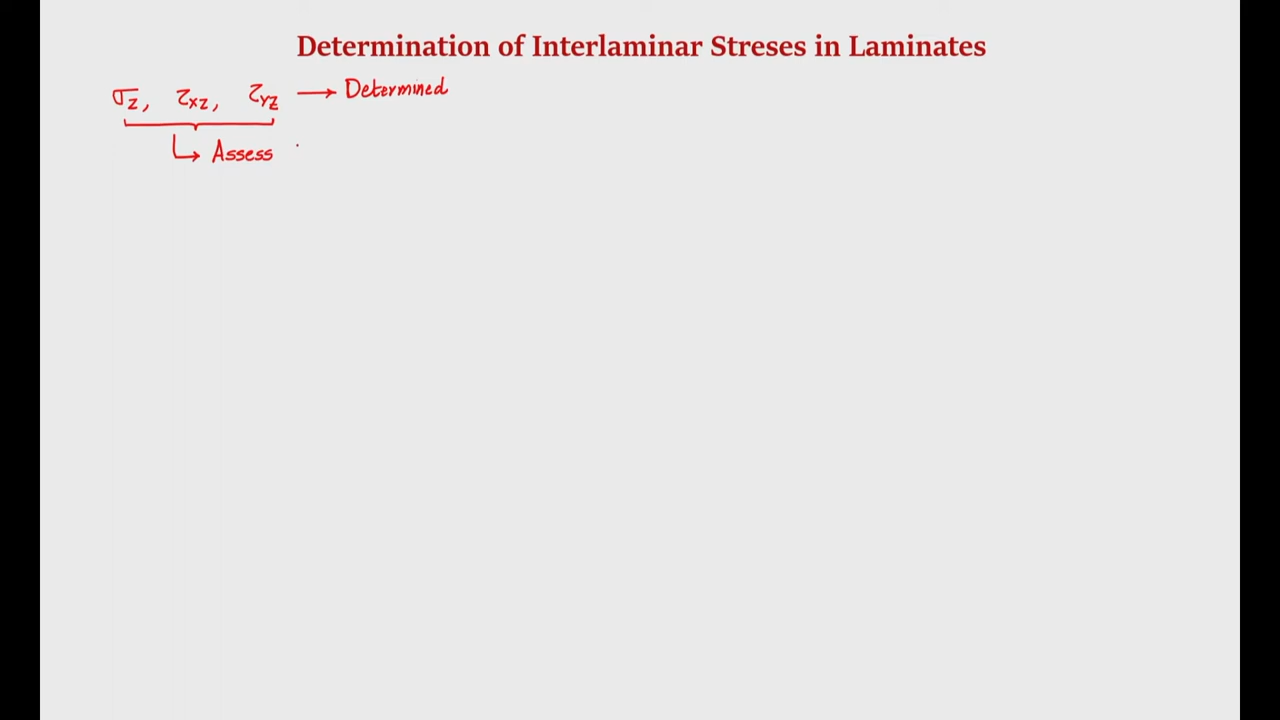 Determination of Interlaminar Streses in Laminates
σz, τxz, τyz → Determined
↳ Assess